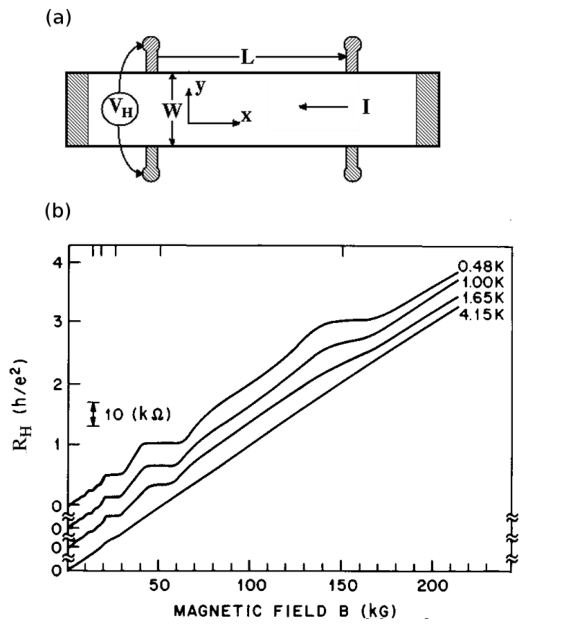 (a)
L
V_H
W
y
x
I
(b)
R_H (h/e²)
4
3
2
1
0
0
0
0
10 (kΩ)
0.48K
1.00K
1.65K
4.15K
50
100
150
200
MAGNETIC FIELD B (kG)